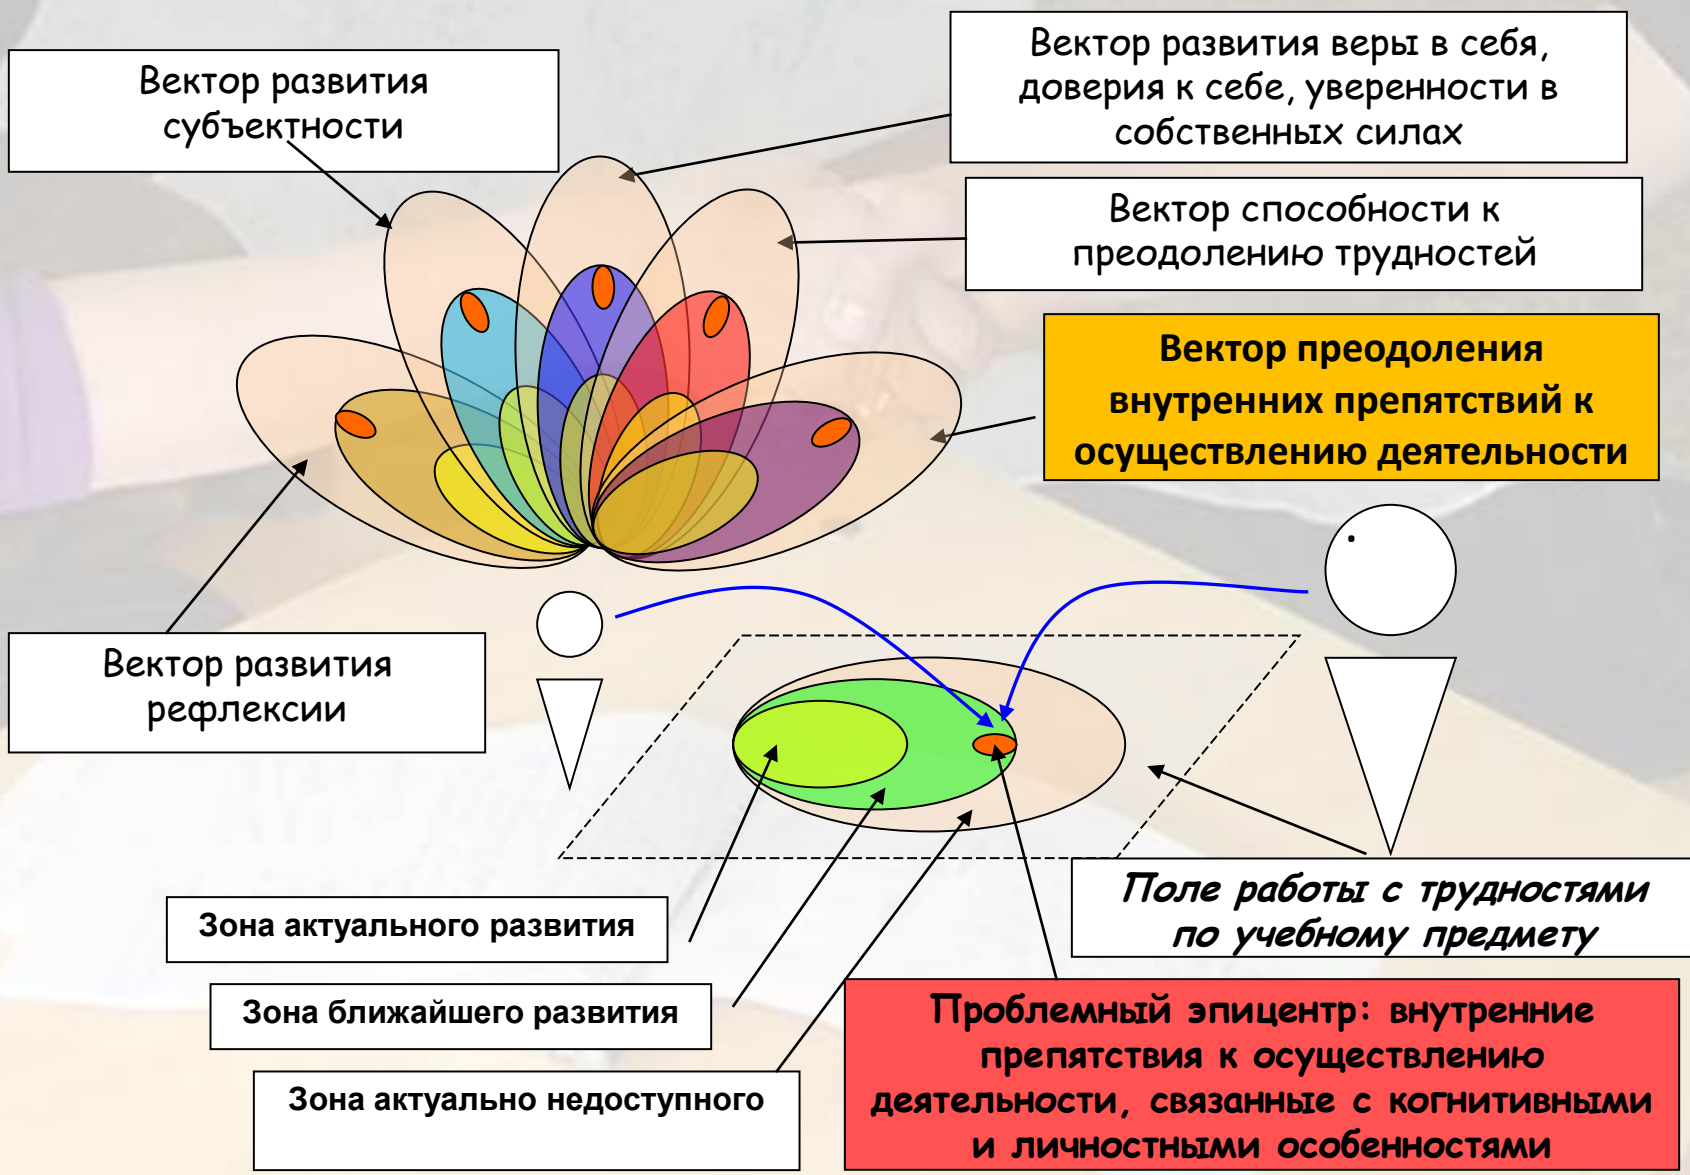 Вектор развития
субъектности
Вектор развития веры в себя,
доверия к себе, уверенности в
собственных силах
Вектор способности к
преодолению трудностей
Вектор преодоления
внутренних препятствий к
осуществлению деятельности
Вектор развития
рефлексии
Поле работы с трудностями
по учебному предмету
Зона актуального развития
Зона ближайшего развития
Зона актуально недоступного
Проблемный эпицентр: внутренние
препятствия к осуществлению
деятельности, связанные с когнитивными
и личностными особенностями